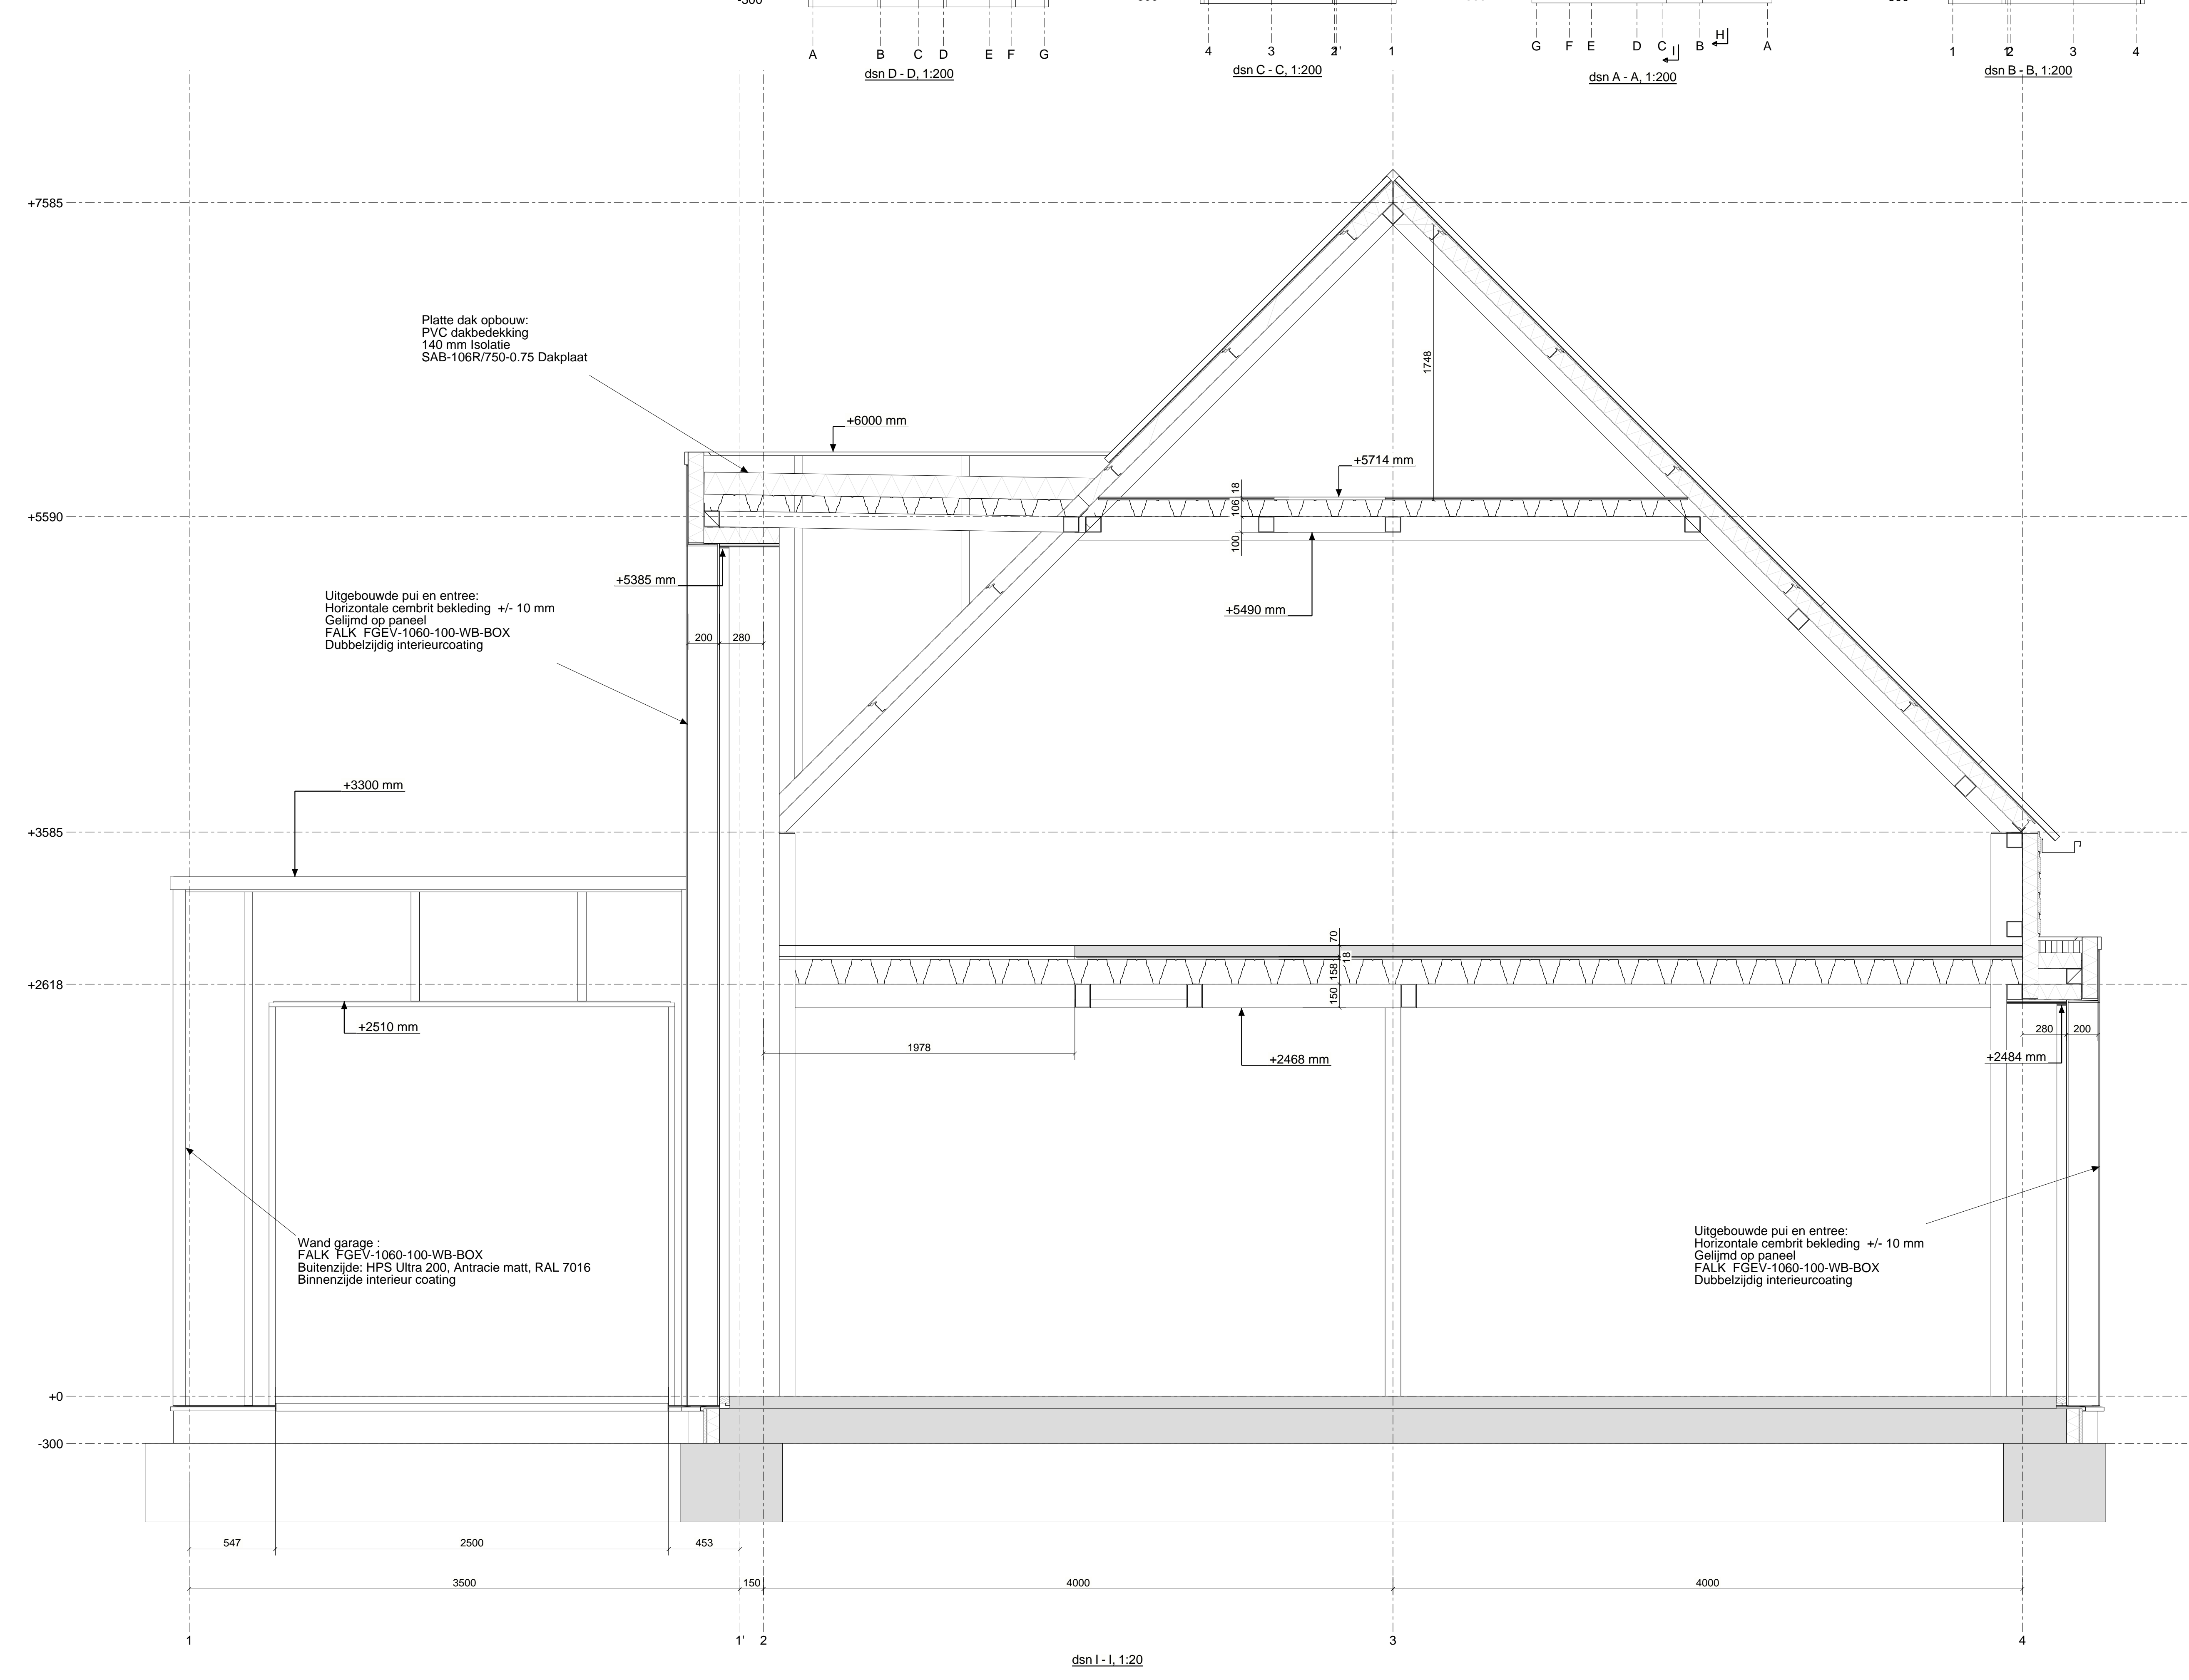 -300
A B C D E F G
dsn D - D, 1:200
4 3 1
dsn C - C, 1:200
G F E D C B A
I
H
dsn A - A, 1:200
1 3 4
dsn B - B, 1:200
+7585
Platte dak opbouw:
PVC dakbedekking
140 mm Isolatie
SAB-106R/750-0.75 Dakplaat
1748
+6000 mm
+5714 mm
18
106
100
+5590
+5385 mm
+5490 mm
Uitgebouwde pui en entree:
Horizontale cembrit bekleding +/- 10 mm
Gelijmd op paneel
FALK FGEV-1060-100-WB-BOX
Dubbelzijdig interieurcoating
200 280
+3300 mm
+3585
70
18
158
150
+2618
+2510 mm
1978
+2468 mm
280 200
+2484 mm
Wand garage :
FALK FGEV-1060-100-WB-BOX
Buitenzijde: HPS Ultra 200, Antracie matt, RAL 7016
Binnenzijde interieur coating
Uitgebouwde pui en entree:
Horizontale cembrit bekleding +/- 10 mm
Gelijmd op paneel
FALK FGEV-1060-100-WB-BOX
Dubbelzijdig interieurcoating
+0
-300
547 2500 453
3500 150 4000 4000
1 1' 2 3 4
dsn I - I, 1:20